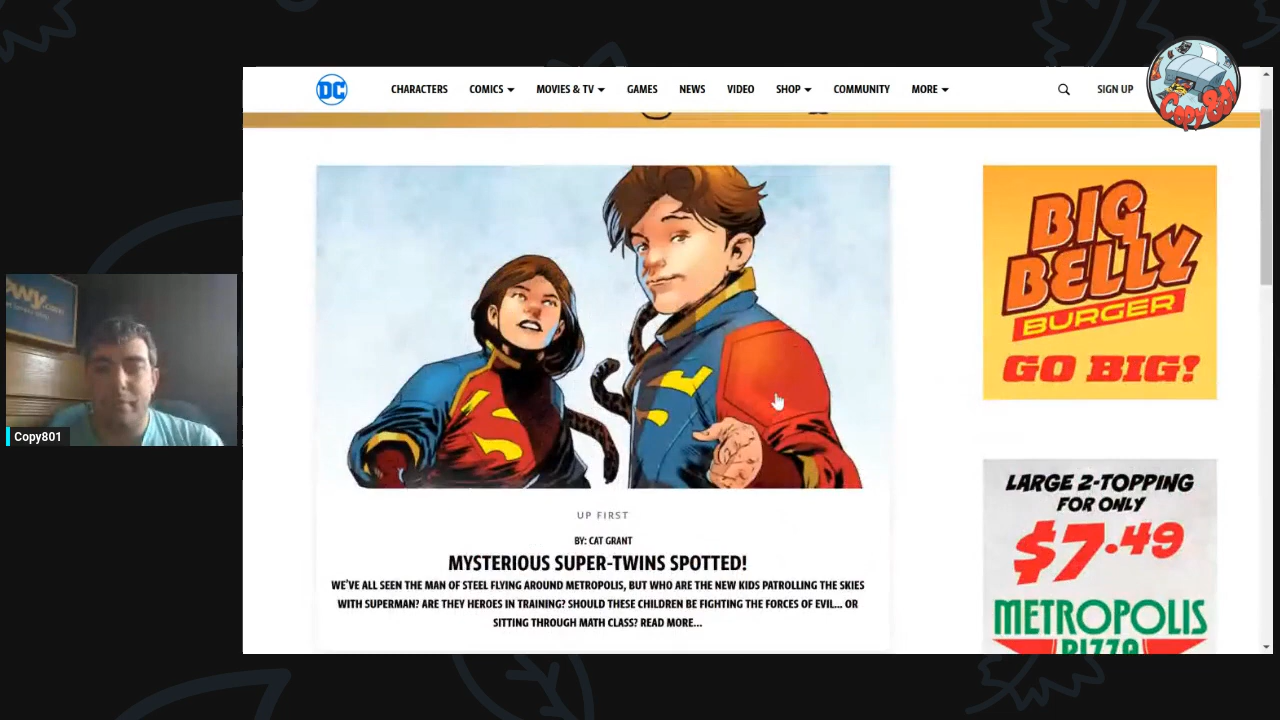 DC
CHARACTERS
COMICS
MOVIES & TV
GAMES
NEWS
VIDEO
SHOP
COMMUNITY
MORE
SIGN UP
Copy801
BIG
BELLY
BURGER
GO BIG!
Copy801
UP FIRST
BY: CAT GRANT
MYSTERIOUS SUPER-TWINS SPOTTED!
WE'VE ALL SEEN THE MAN OF STEEL FLYING AROUND METROPOLIS, BUT WHO ARE THE NEW KIDS PATROLLING THE SKIES
WITH SUPERMAN? ARE THEY HEROES IN TRAINING? SHOULD THESE CHILDREN BE FIGHTING THE FORCES OF EVIL... OR
SITTING THROUGH MATH CLASS? READ MORE...
LARGE 2-TOPPING
FOR ONLY
$7.49
METROPOLIS
PIZZA